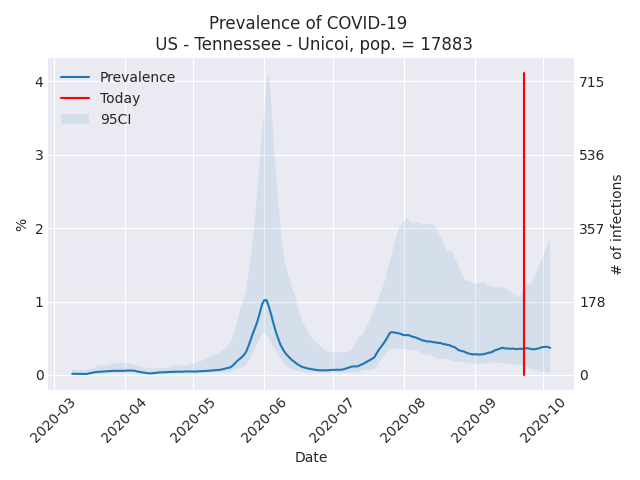 Prevalence of COVID-19
US - Tennessee - Unicoi, pop. = 17883
Prevalence
Today
95CI
4
3
2
1
0
%
715
536
357
178
0
# of infections
2020-03
2020-04
2020-05
2020-06
2020-07
2020-08
2020-09
2020-10
Date